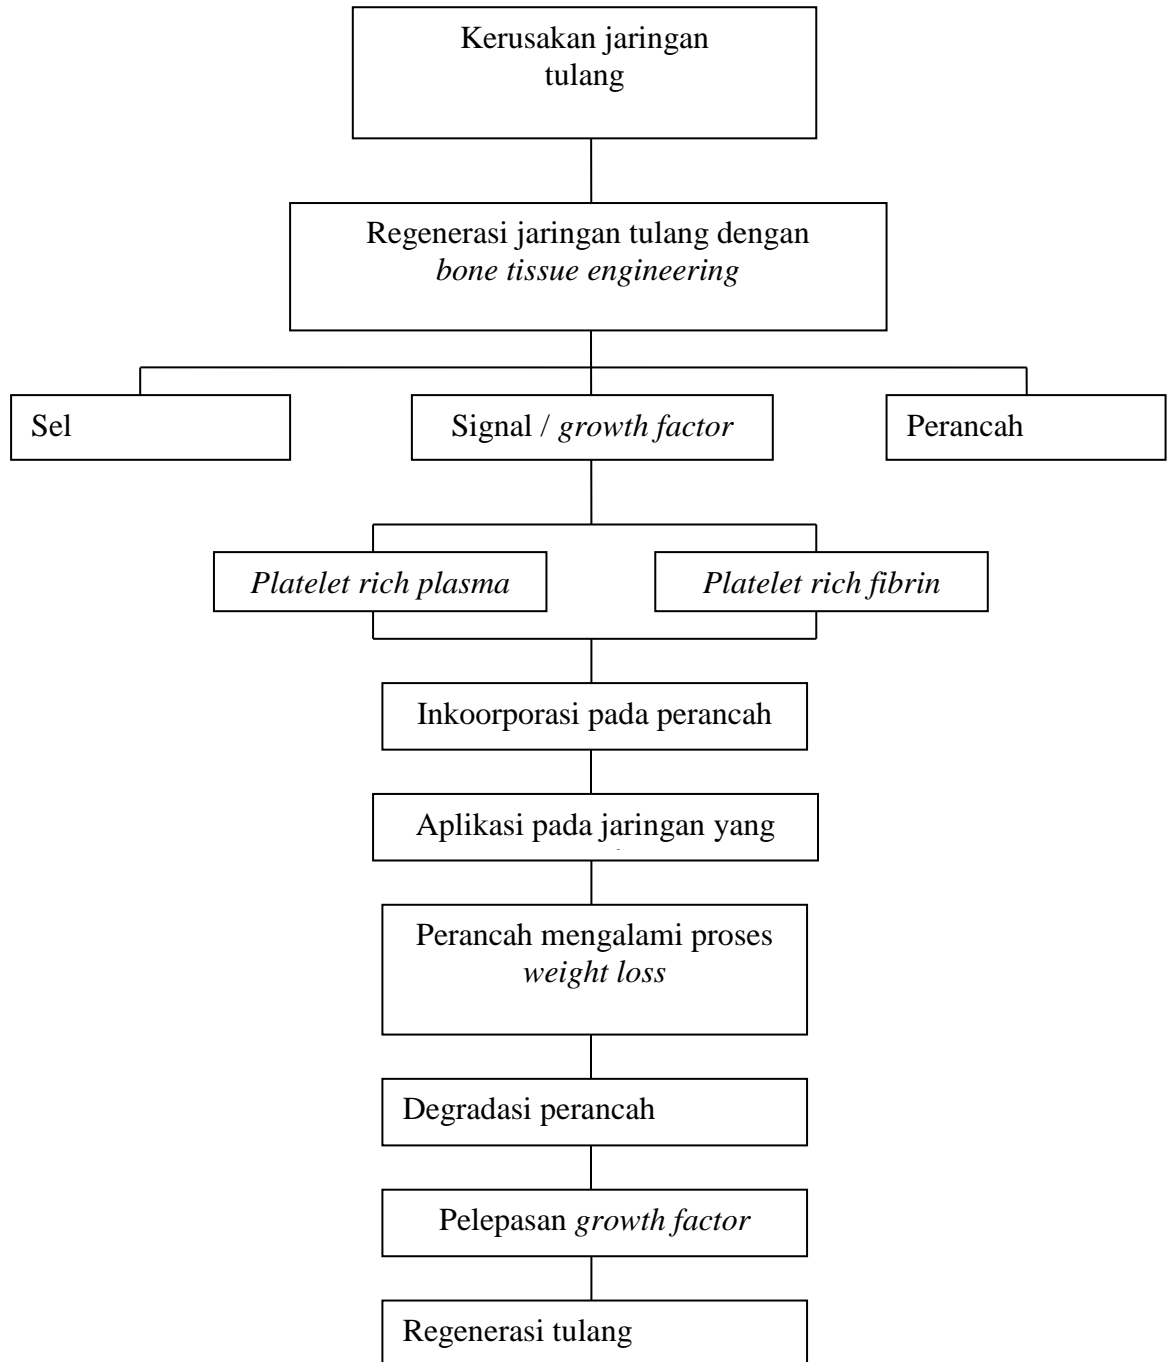 Kerusakan jaringan
tulang
Regenerasi jaringan tulang dengan
bone tissue engineering
Sel
Signal / growth factor
Perancah
Platelet rich plasma
Platelet rich fibrin
Inkoorporasi pada perancah
Aplikasi pada jaringan yang
Perancah mengalami proses
weight loss
Degradasi perancah
Pelepasan growth factor
Regenerasi tulang